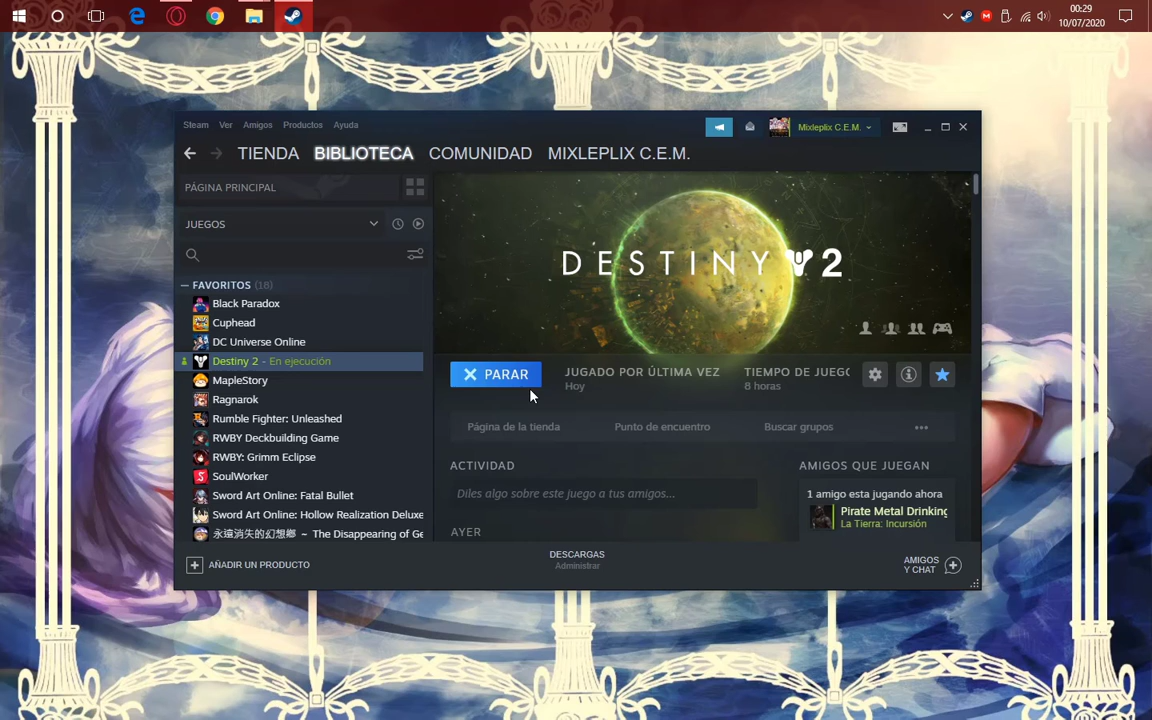 00:29
10/07/2020
Steam Ver Amigos Productos Ayuda
Mixleplix C.E.M.
TIENDA BIBLIOTECA COMUNIDAD MIXLEPLIX C.E.M.
PÁGINA PRINCIPAL
JUEGOS
FAVORITOS (18)
Black Paradox
Cuphead
DC Universe Online
Destiny 2 - En ejecución
MapleStory
Ragnarok
Rumble Fighter: Unleashed
RWBY Deckbuilding Game
RWBY: Grimm Eclipse
SoulWorker
Sword Art Online: Fatal Bullet
Sword Art Online: Hollow Realization Deluxe
永遠消失的幻想鄉 ~ The Disappearing of Ge
DESTINY 2
PARAR
JUGADO POR ÚLTIMA VEZ
Hoy
TIEMPO DE JUEGO
8 horas
Página de la tienda
Punto de encuentro
Buscar grupos
ACTIVIDAD
Diles algo sobre este juego a tus amigos...
AYER
AMIGOS QUE JUEGAN
1 amigo esta jugando ahora
Pirate Metal Drinking
La Tierra: Incursión
AÑADIR UN PRODUCTO
DESCARGAS
Administrar
AMIGOS
Y CHAT